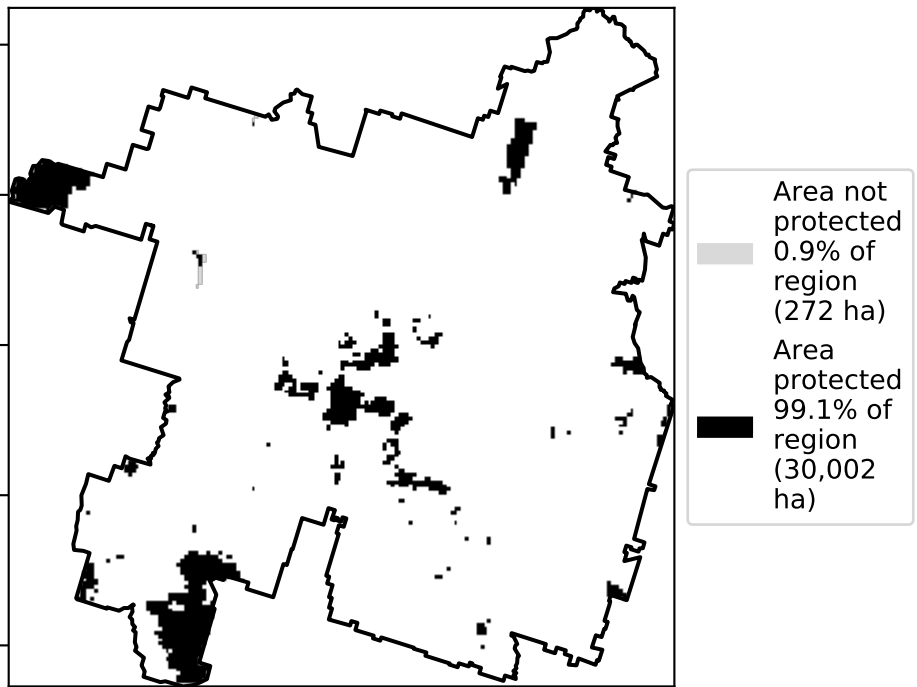 Area not
protected
0.9% of
region
(272 ha)
Area
protected
99.1% of
region
(30,002
ha)